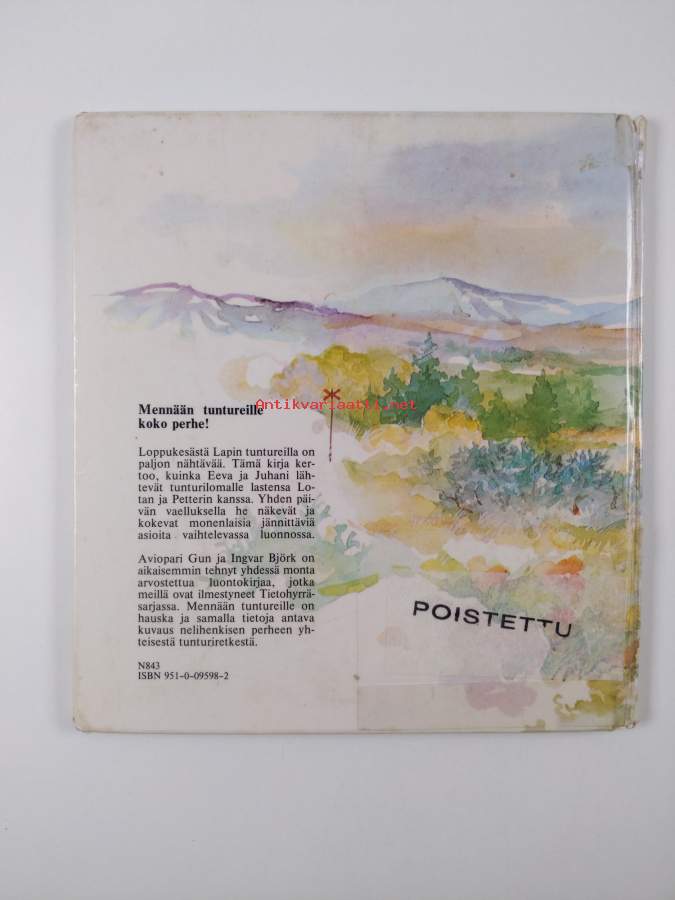 Mennään tuntureille
koko perhe!
Antikvariaatti.net
Loppukesästä Lapin tuntureilla on
paljon nähtävää. Tämä kirja ker-
too, kuinka Eeva ja Juhani läh-
tevät tunturilomalle lastensa Lo-
tan ja Petterin kanssa. Yhden päi-
vän vaelluksella he näkevät ja
kokevat monenlaisia jännittäviä
asioita vaihtelevassa luonnossa.
Aviopari Gun ja Ingvar Björk on
aikaisemmin tehnyt yhdessä monta
arvostettua luontokirjaa, jotka
meillä ovat ilmestyneet Tietohyrrä-
sarjassa. Mennään tuntureille on
hauska ja samalla tietoja antava
kuvaus nelihenkisen perheen yh-
teisestä tunturiretkestä.
POISTETTU
N843
ISBN 951-0-09598-2